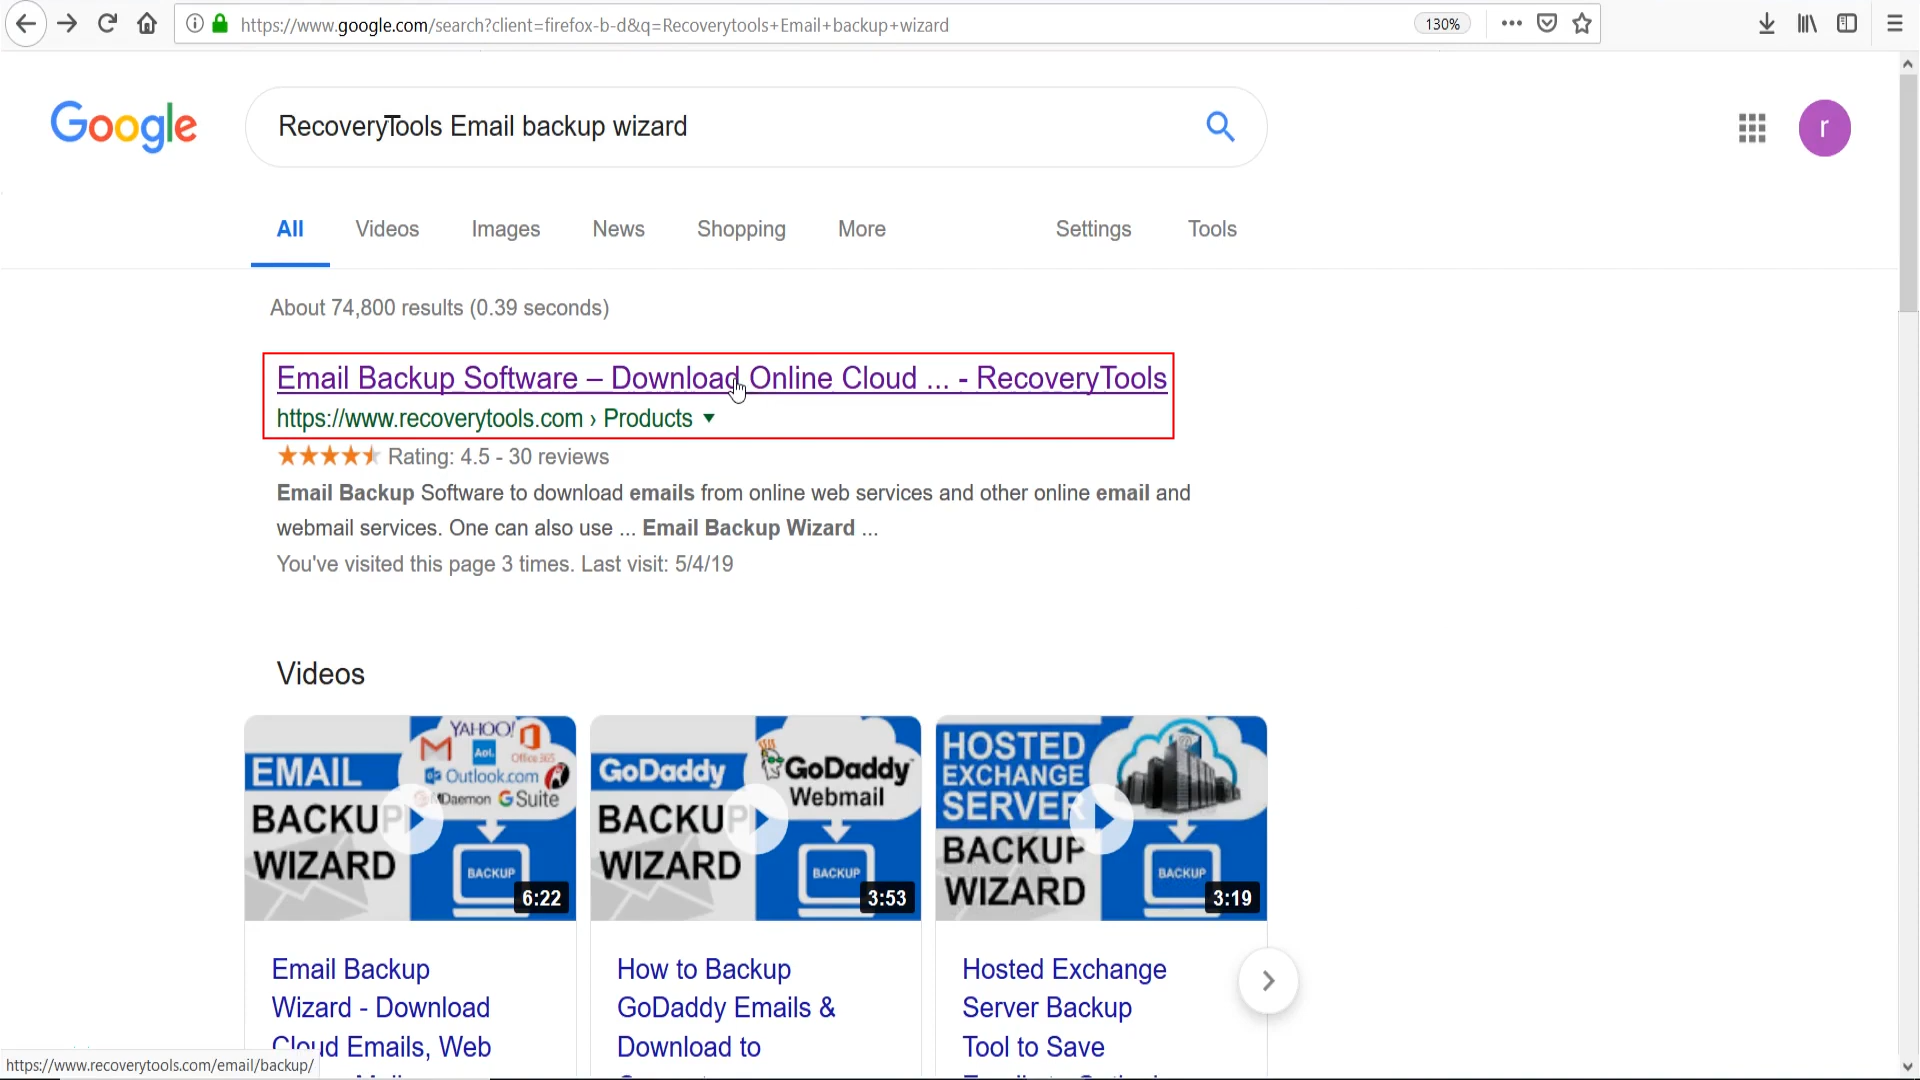 https://www.google.com/search?client=firefox-b-d&q=Recoverytools+Email+backup+wizard
130%
Google
RecoveryTools Email backup wizard
r
All Videos Images News Shopping More Settings Tools
About 74,800 results (0.39 seconds)
Email Backup Software – Download Online Cloud ... - RecoveryTools
https://www.recoverytools.com › Products
Rating: 4.5 - 30 reviews
Email Backup Software to download emails from online web services and other online email and
webmail services. One can also use ... Email Backup Wizard ...
You've visited this page 3 times. Last visit: 5/4/19
Videos
EMAIL
BACKUP
WIZARD
YAHOO!
Aol.
Office 365
Outlook.com
MDaemon G Suite
BACKUP
6:22
GoDaddy
BACKUP
WIZARD
GoDaddy
Webmail
BACKUP
3:53
HOSTED
EXCHANGE
SERVER
BACKUP
WIZARD
BACKUP
3:19
Email Backup
Wizard - Download
Cloud Emails, Web
How to Backup
GoDaddy Emails &
Download to
Hosted Exchange
Server Backup
Tool to Save
https://www.recoverytools.com/email/backup/